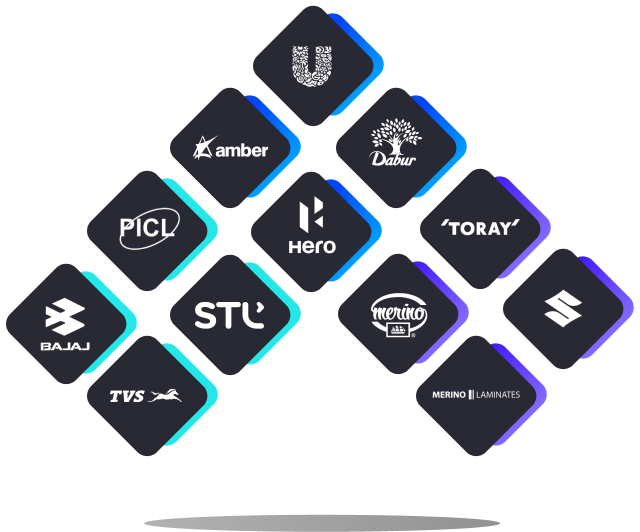 U
amber
Dabur
PICL
Hero
'TORAY'
BAJAJ
STL
merino
®
S
TVS
MERINO LAMINATES